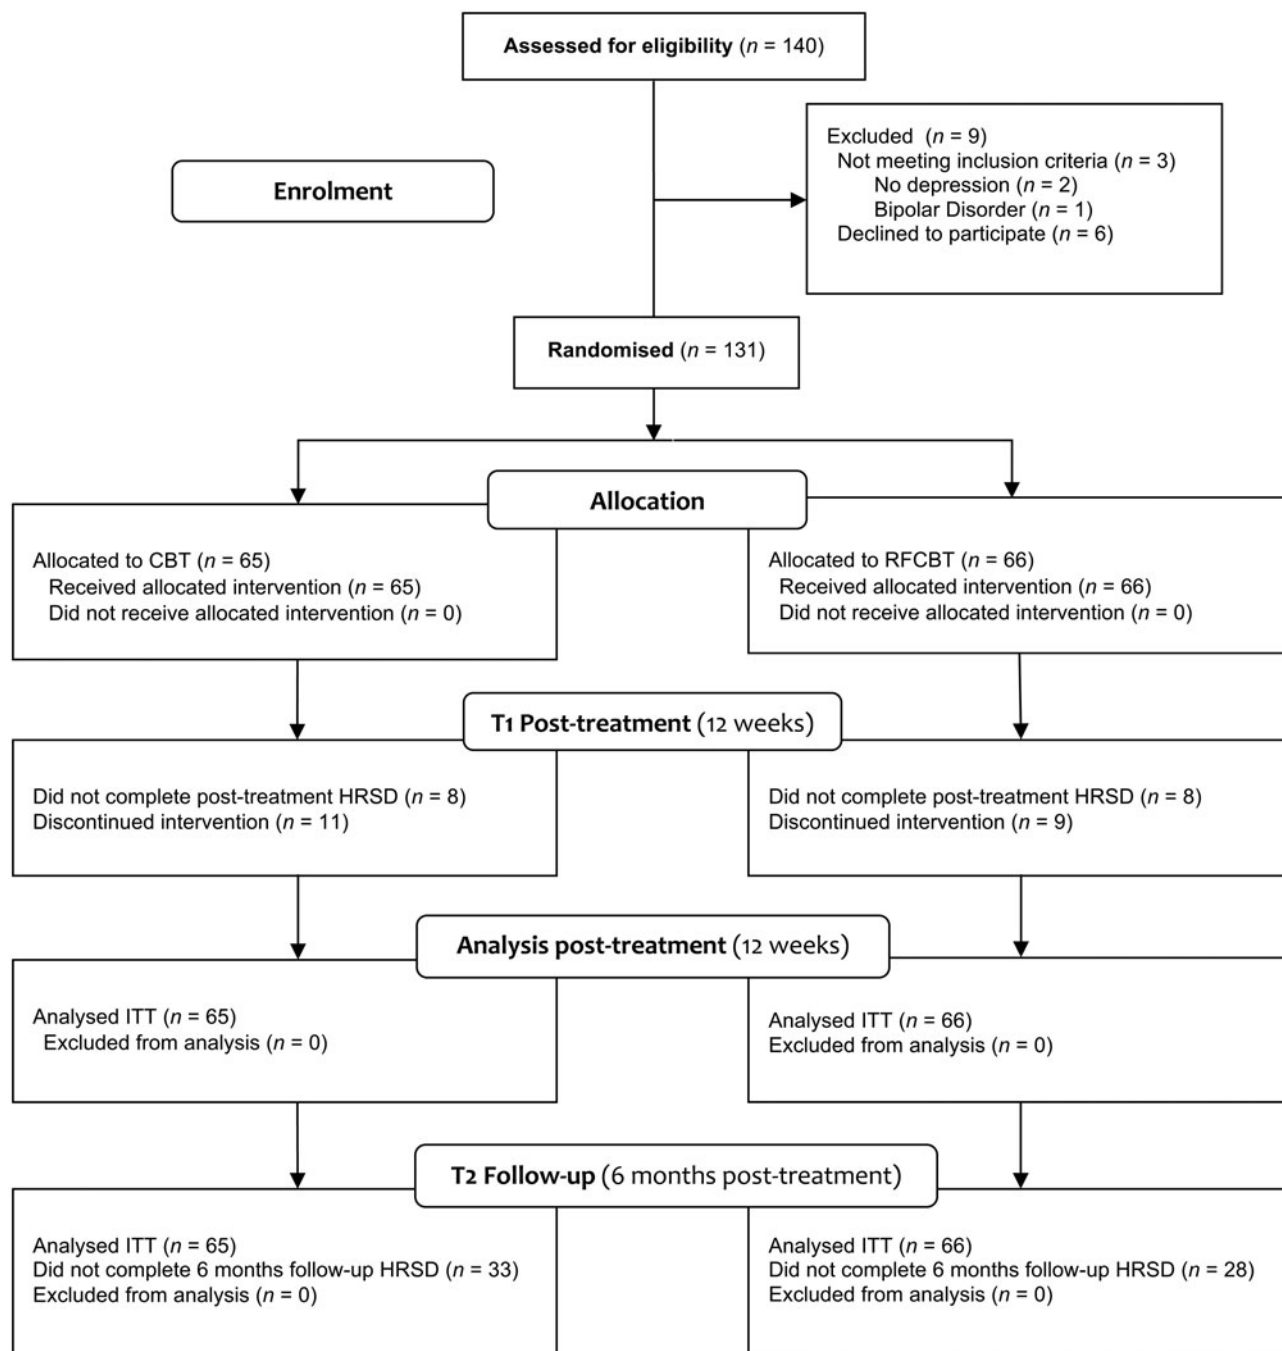 Assessed for eligibility (n = 140)
Excluded (n = 9)
Not meeting inclusion criteria (n = 3)
No depression (n = 2)
Bipolar Disorder (n = 1)
Declined to participate (n = 6)
Enrolment
Randomised (n = 131)
Allocation
Allocated to CBT (n = 65)
Received allocated intervention (n = 65)
Did not receive allocated intervention (n = 0)
Allocated to RFCBT (n = 66)
Received allocated intervention (n = 66)
Did not receive allocated intervention (n = 0)
T1 Post-treatment (12 weeks)
Did not complete post-treatment HRSD (n = 8)
Discontinued intervention (n = 11)
Did not complete post-treatment HRSD (n = 8)
Discontinued intervention (n = 9)
Analysis post-treatment (12 weeks)
Analysed ITT (n = 65)
Excluded from analysis (n = 0)
Analysed ITT (n = 66)
Excluded from analysis (n = 0)
T2 Follow-up (6 months post-treatment)
Analysed ITT (n = 65)
Did not complete 6 months follow-up HRSD (n = 33)
Excluded from analysis (n = 0)
Analysed ITT (n = 66)
Did not complete 6 months follow-up HRSD (n = 28)
Excluded from analysis (n = 0)